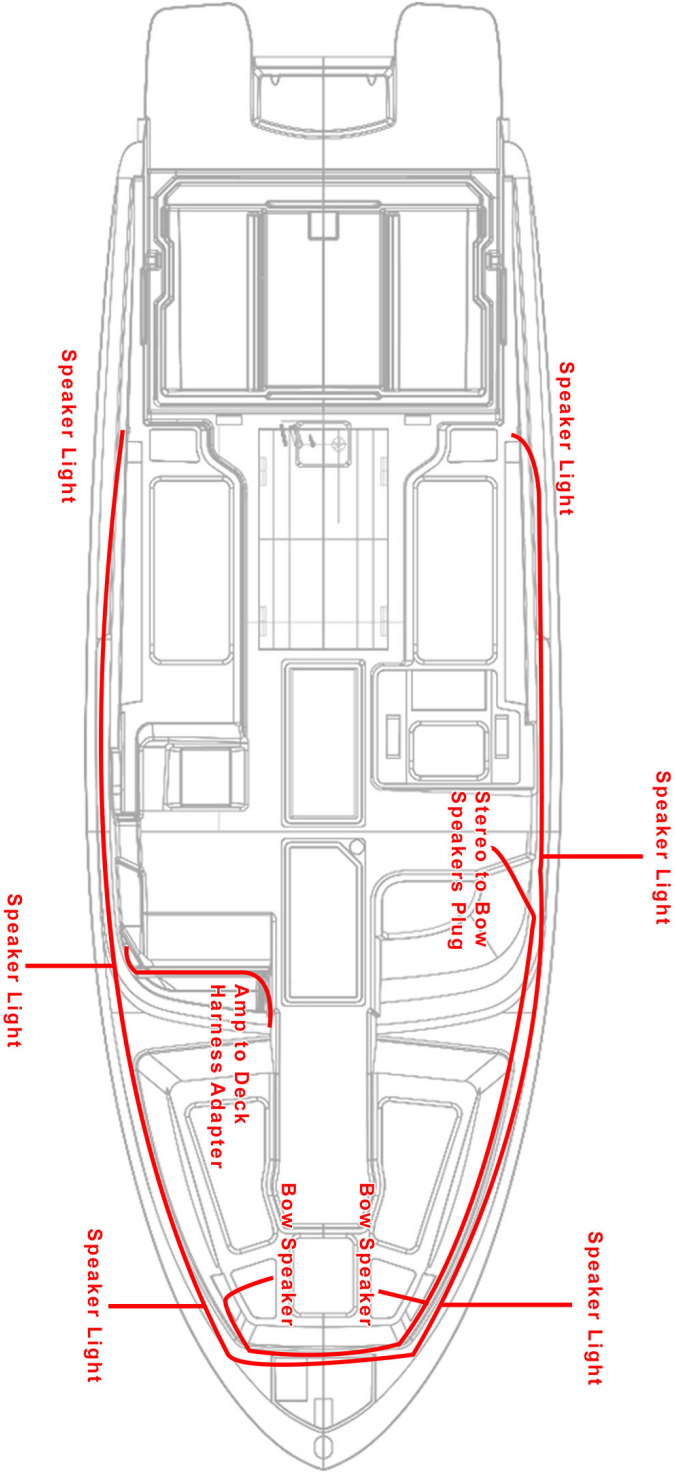 Speaker Light
Speaker Light
Speaker Light
Stereo to Bow
Speakers Plug
Speaker Light
Amp to Deck
Harness Adapter
Bow Speaker
Bow Speaker
Speaker Light
Speaker Light